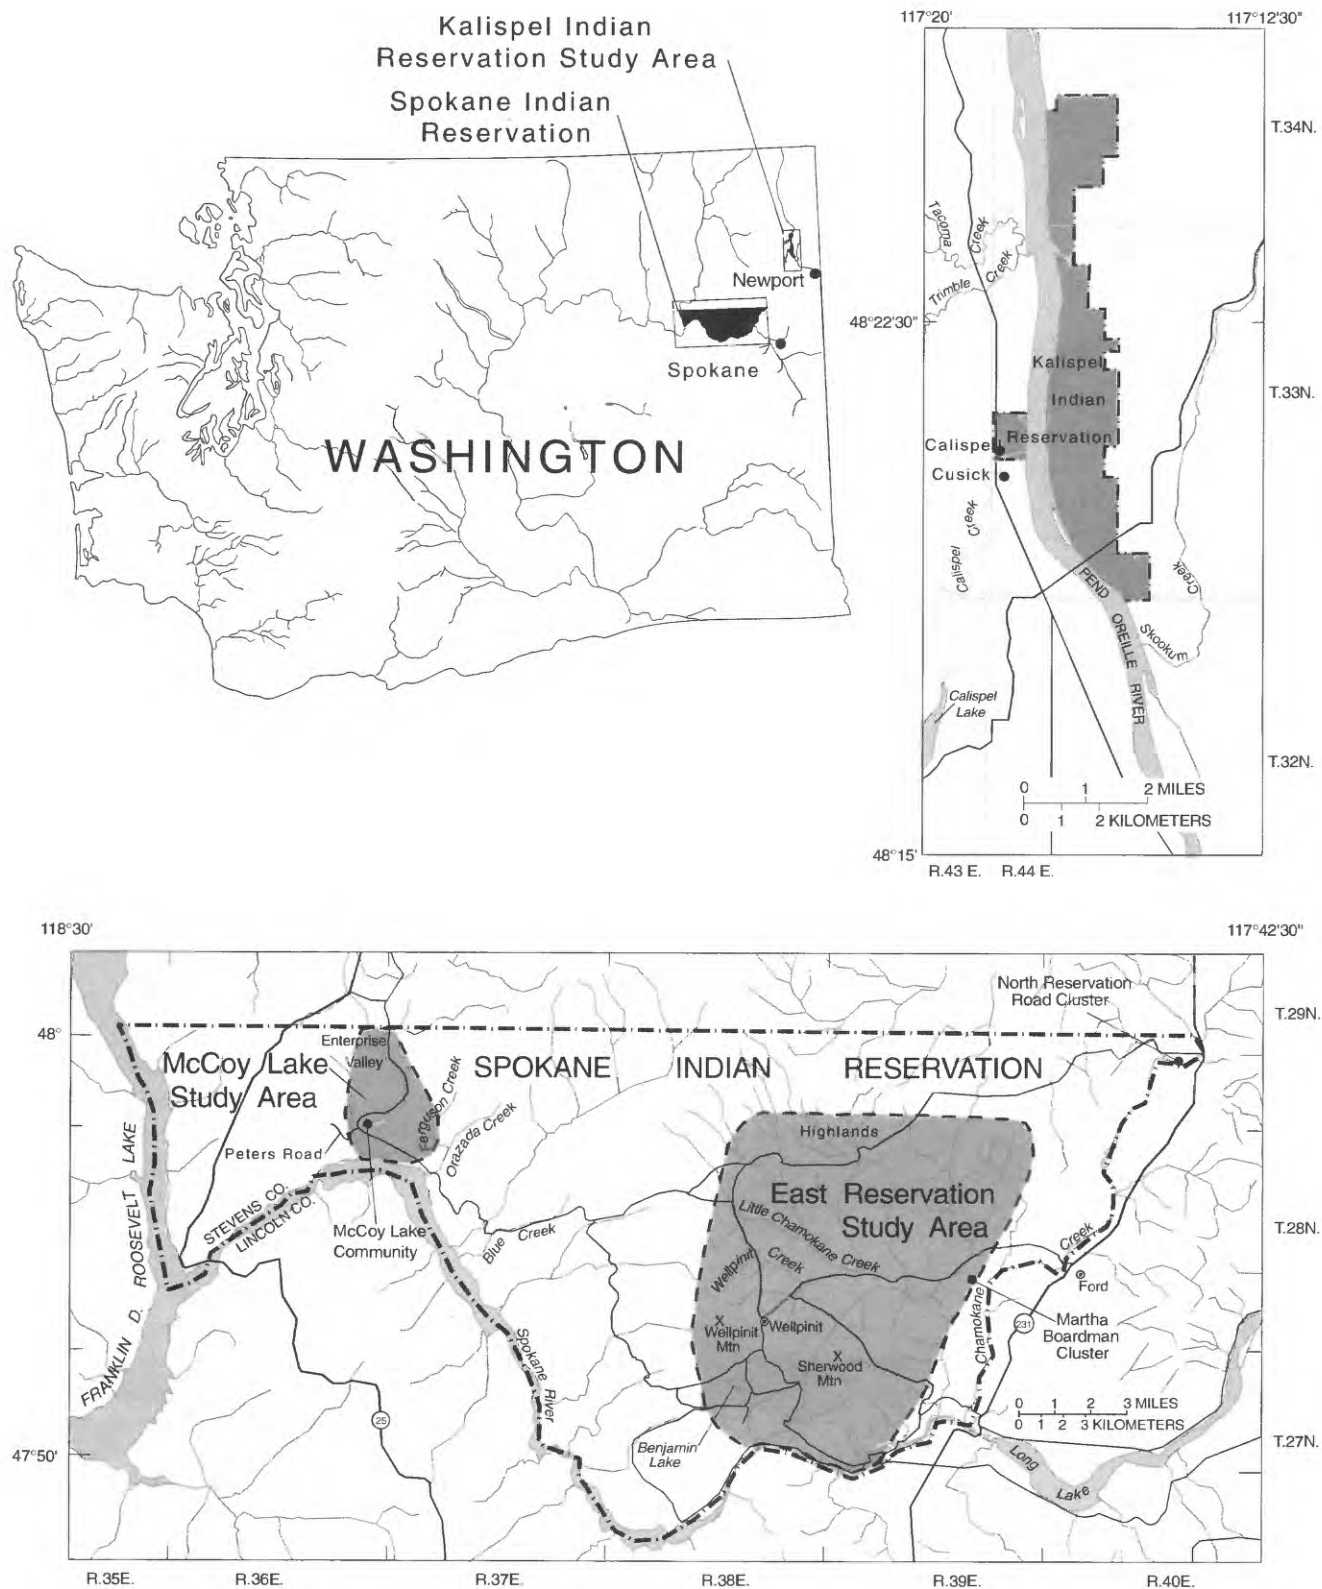 Kalispel Indian
Reservation Study Area
Spokane Indian
Reservation
Newport
Spokane
WASHINGTON
117°20'
117°12'30"
T.34N.
Tacoma
Creek
Trimble Creek
48°22'30"
Kalispel
Indian
Reservation
T.33N.
Calispel
Cusick
Calispel Creek
Creek
Skookum
PEND OREILLE RIVER
Calispel
Lake
T.32N.
0 1 2 MILES
0 1 2 KILOMETERS
48°15'
R.43 E. R.44 E.
118°30'
117°42'30"
North Reservation
Road Cluster
T.29N.
48°
Enterprise
Valley
McCoy Lake
Study Area
SPOKANE INDIAN RESERVATION
Ferguson Creek
Orazada Creek
Peters Road
Highlands
FRANKLIN D. ROOSEVELT LAKE
STEVENS CO.
LINCOLN CO.
McCoy Lake
Community
East Reservation
Study Area
T.28N.
Blue Creek
Little Chamokane Creek
Wellpinit Creek
Chamokane Creek
Ford
Wellpinit
Mtn
Wellpinit
Martha
Boardman
Cluster
231
Sherwood
Mtn
Spokane River
0 1 2 3 MILES
0 1 2 3 KILOMETERS
25
Benjamin
Lake
Long Lake
47°50'
T.27N.
R.35E. R.36E. R.37E. R.38E. R.39E. R.40E.